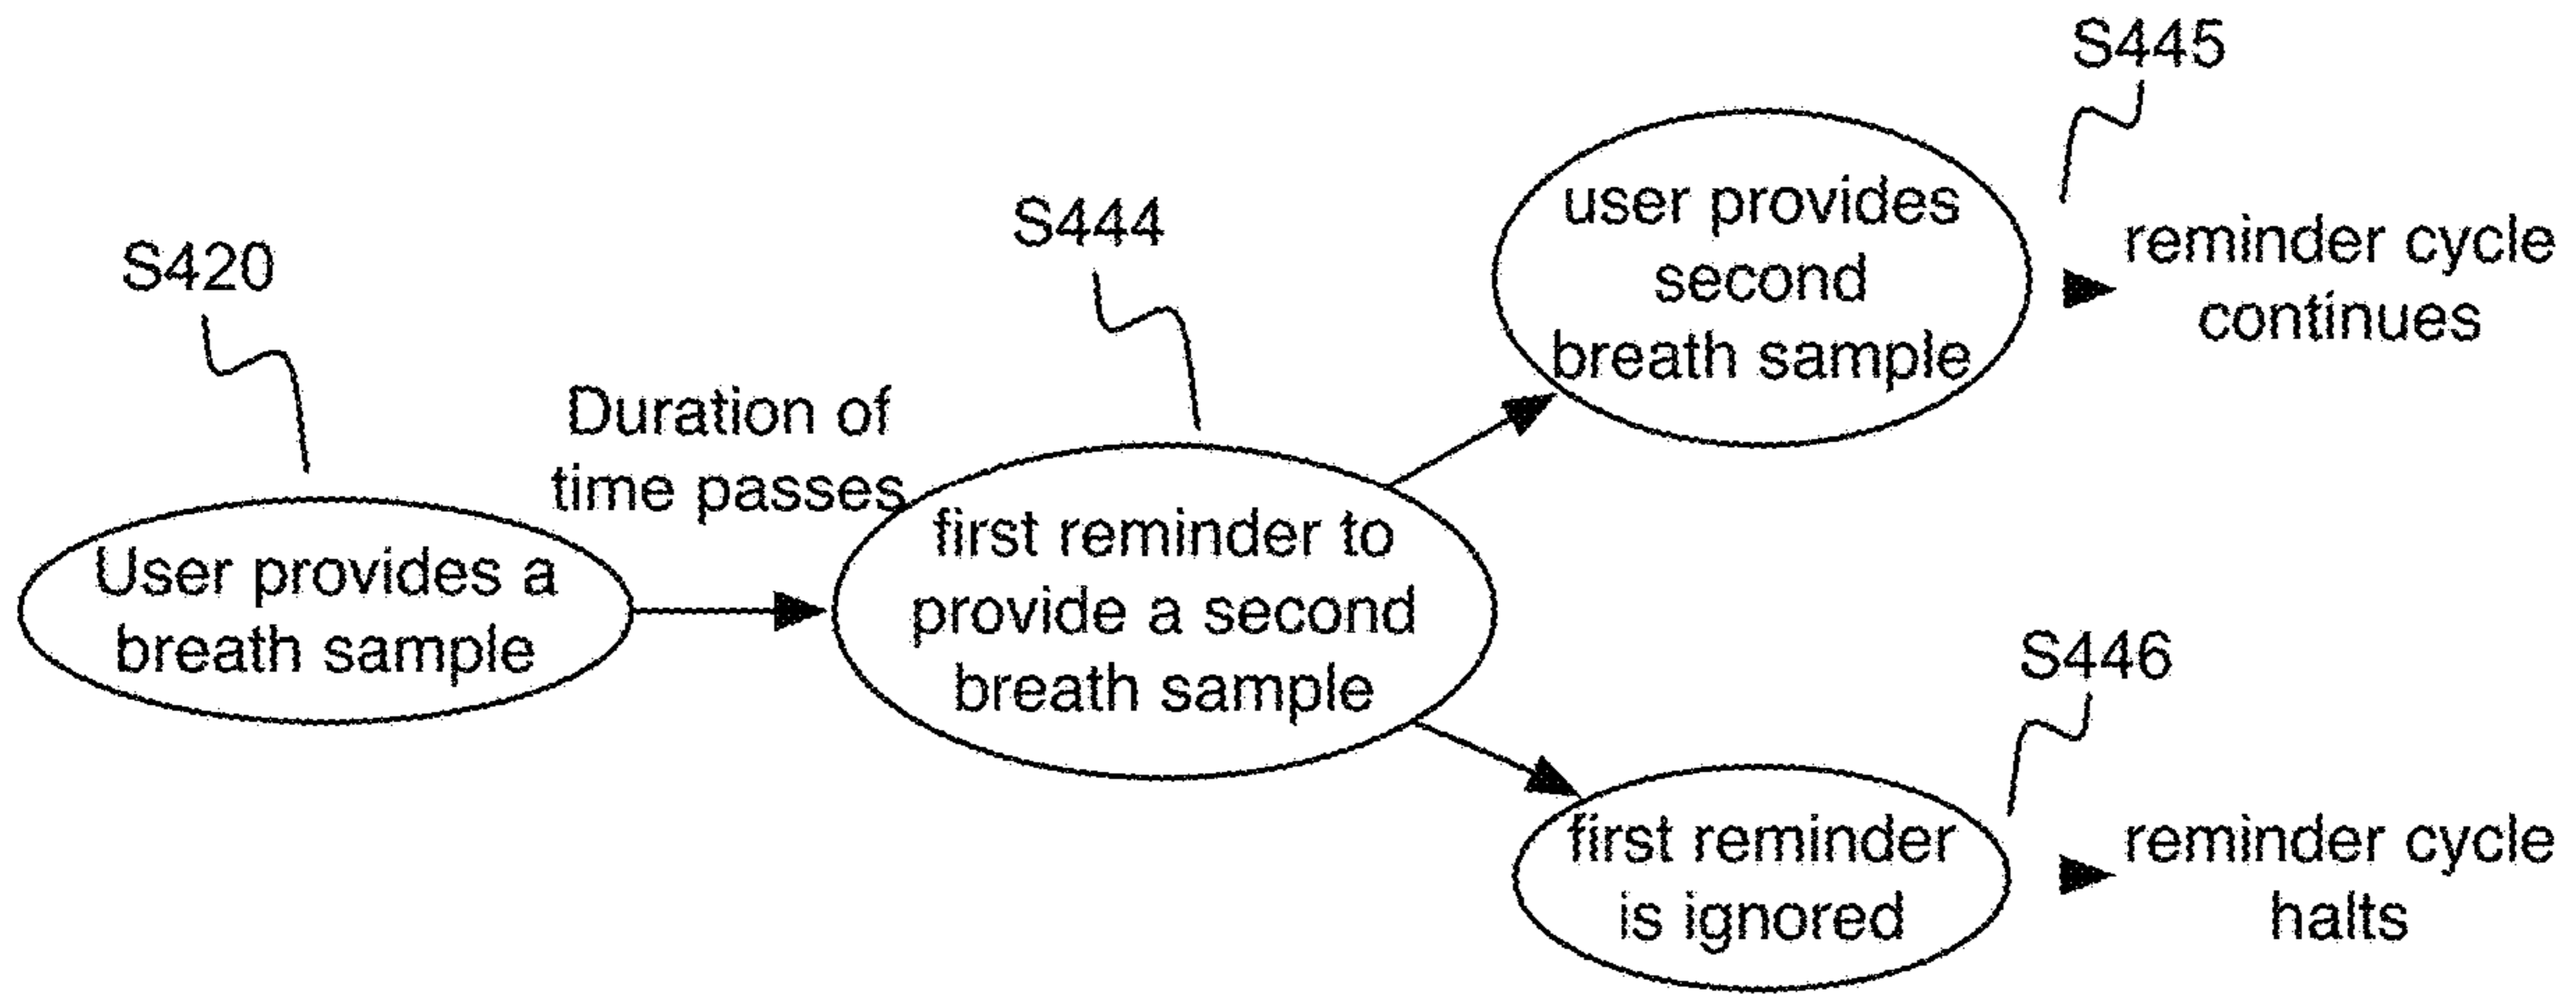 S420
User provides a
breath sample
Duration of
time passes
S444
first reminder to
provide a second
breath sample
S445
user provides
second
breath sample
reminder cycle
continues
S446
first reminder
is ignored
reminder cycle
halts